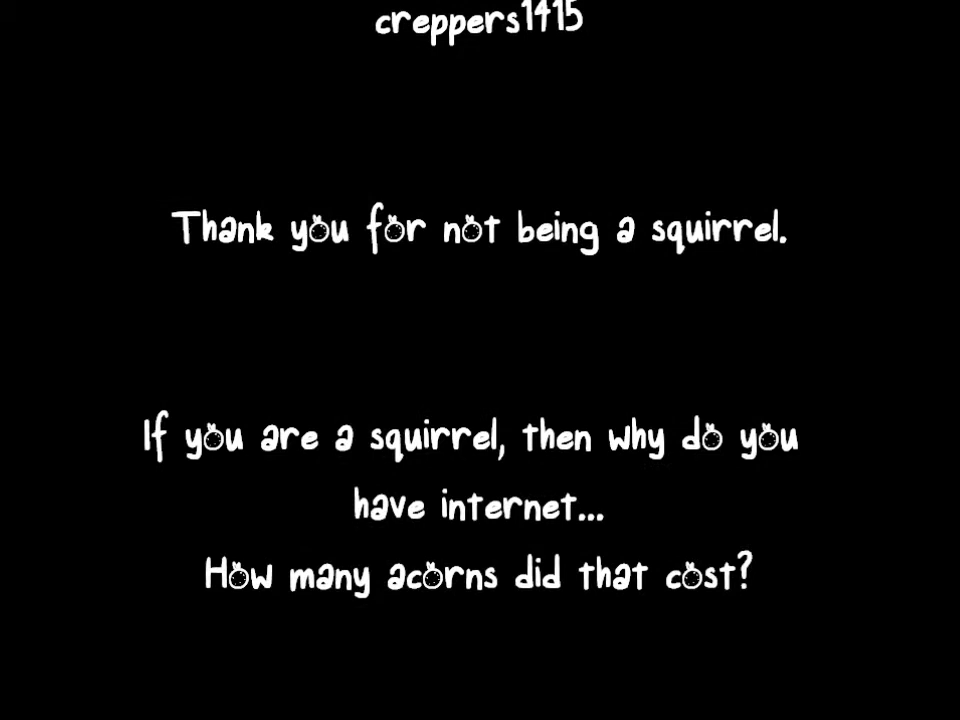 creppers1415
Thank you for not being a squirrel.
If you are a squirrel, then why do you
have internet...
How many acorns did that cost?